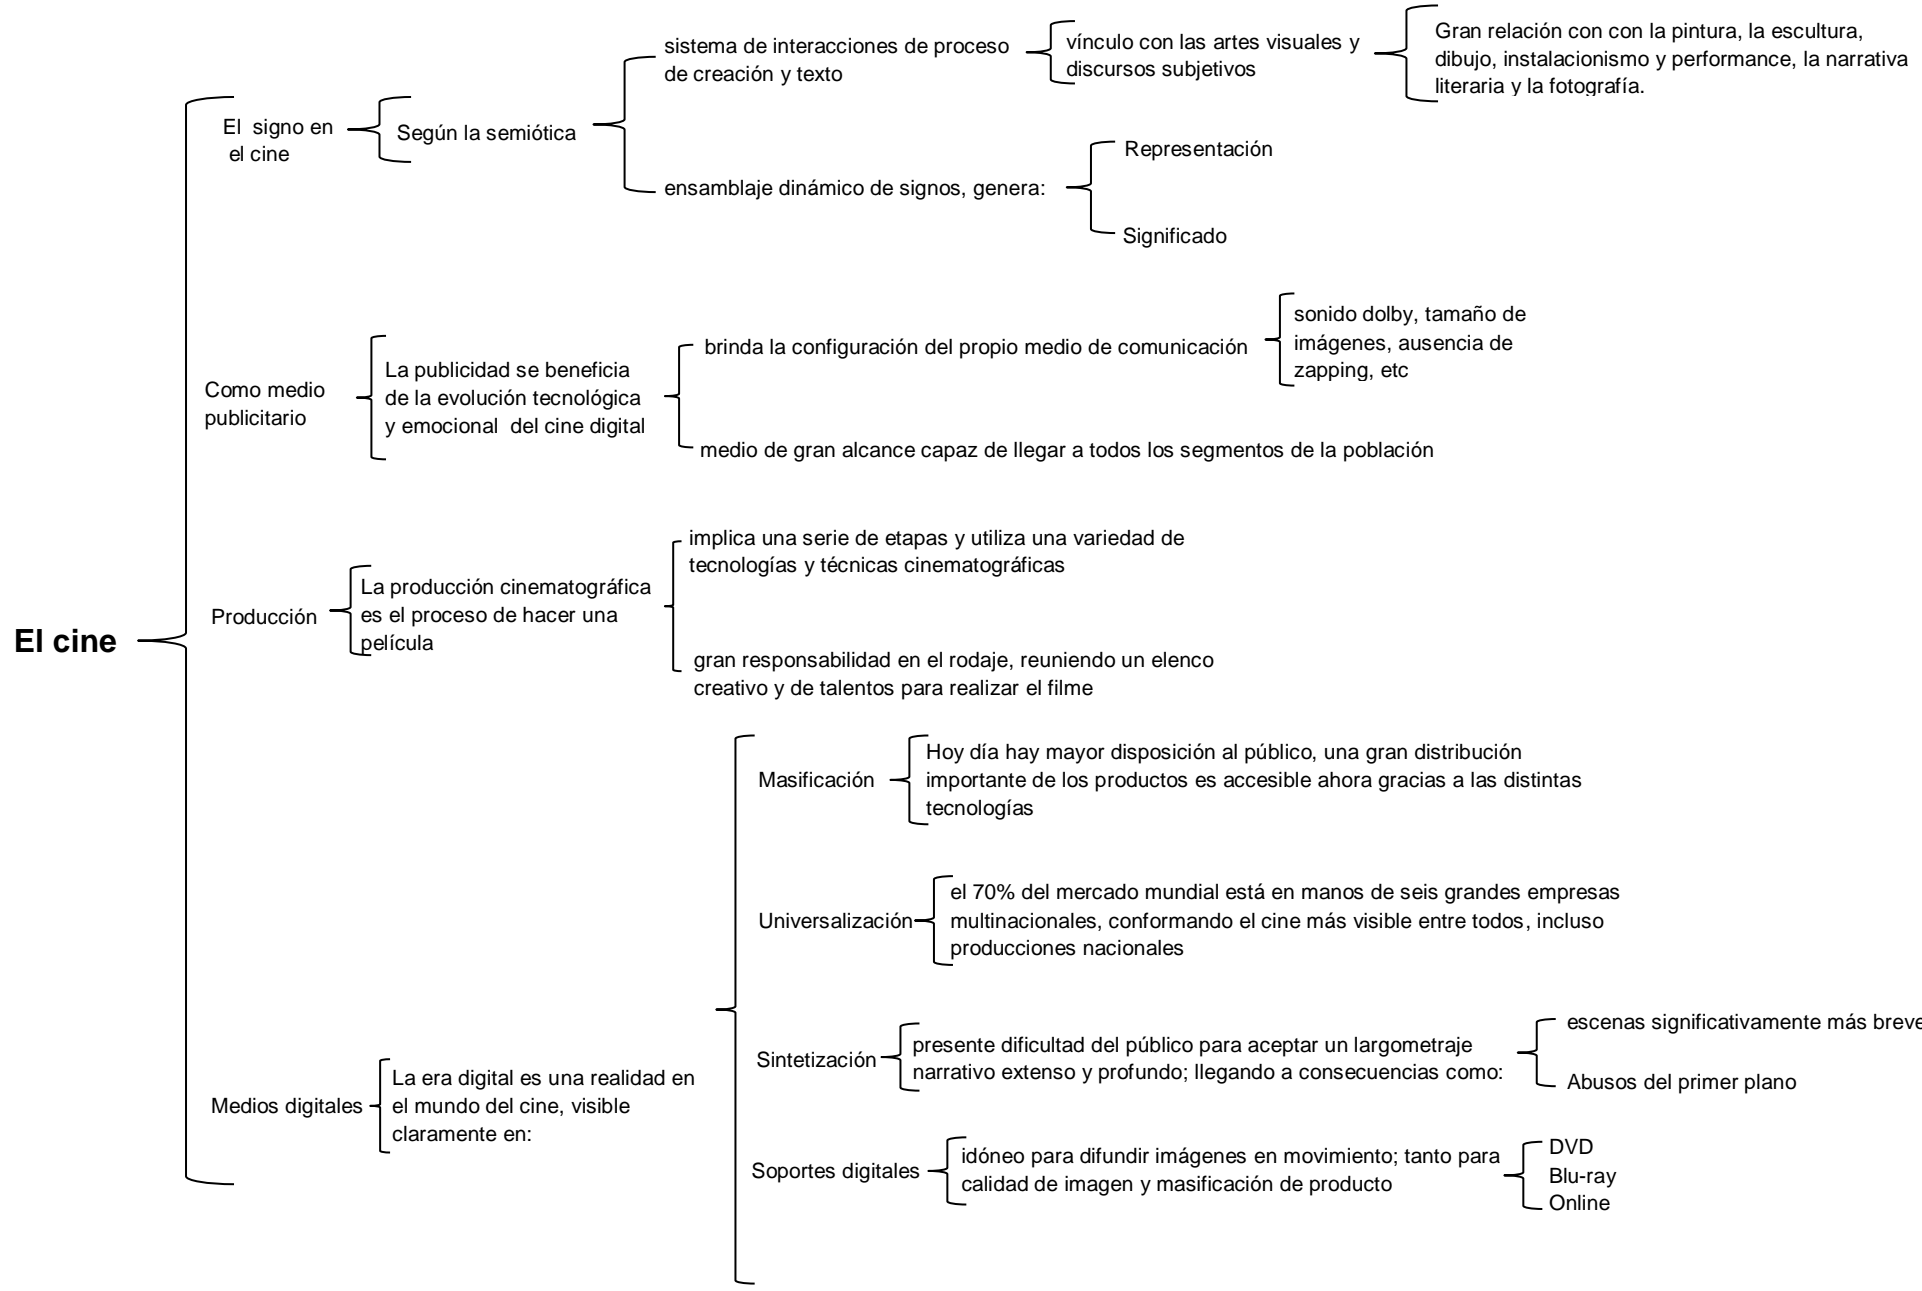 El cine
El  signo en
el cine
Según la semiótica
sistema de interacciones de proceso
de creación y texto
vínculo con las artes visuales y
discursos subjetivos
Gran relación con con la pintura, la escultura,
dibujo, instalacionismo y performance, la narrativa
literaria y la fotografía.
ensamblaje dinámico de signos, genera:
Representación
Significado
Como medio
publicitario
La publicidad se beneficia
de la evolución tecnológica
y emocional  del cine digital
brinda la configuración del propio medio de comunicación
sonido dolby, tamaño de
imágenes, ausencia de
zapping, etc
medio de gran alcance capaz de llegar a todos los segmentos de la población
Producción
La producción cinematográfica
es el proceso de hacer una
película
implica una serie de etapas y utiliza una variedad de
tecnologías y técnicas cinematográficas
gran responsabilidad en el rodaje, reuniendo un elenco
creativo y de talentos para realizar el filme
Medios digitales
La era digital es una realidad en
el mundo del cine, visible
claramente en:
Masificación
Hoy día hay mayor disposición al público, una gran distribución
importante de los productos es accesible ahora gracias a las distintas
tecnologías
Universalización
el 70% del mercado mundial está en manos de seis grandes empresas
multinacionales, conformando el cine más visible entre todos, incluso
producciones nacionales
Sintetización
presente dificultad del público para aceptar un largometraje
narrativo extenso y profundo; llegando a consecuencias como:
escenas significativamente más breve
Abusos del primer plano
Soportes digitales
idóneo para difundir imágenes en movimiento; tanto para
calidad de imagen y masificación de producto
DVD
Blu-ray
Online